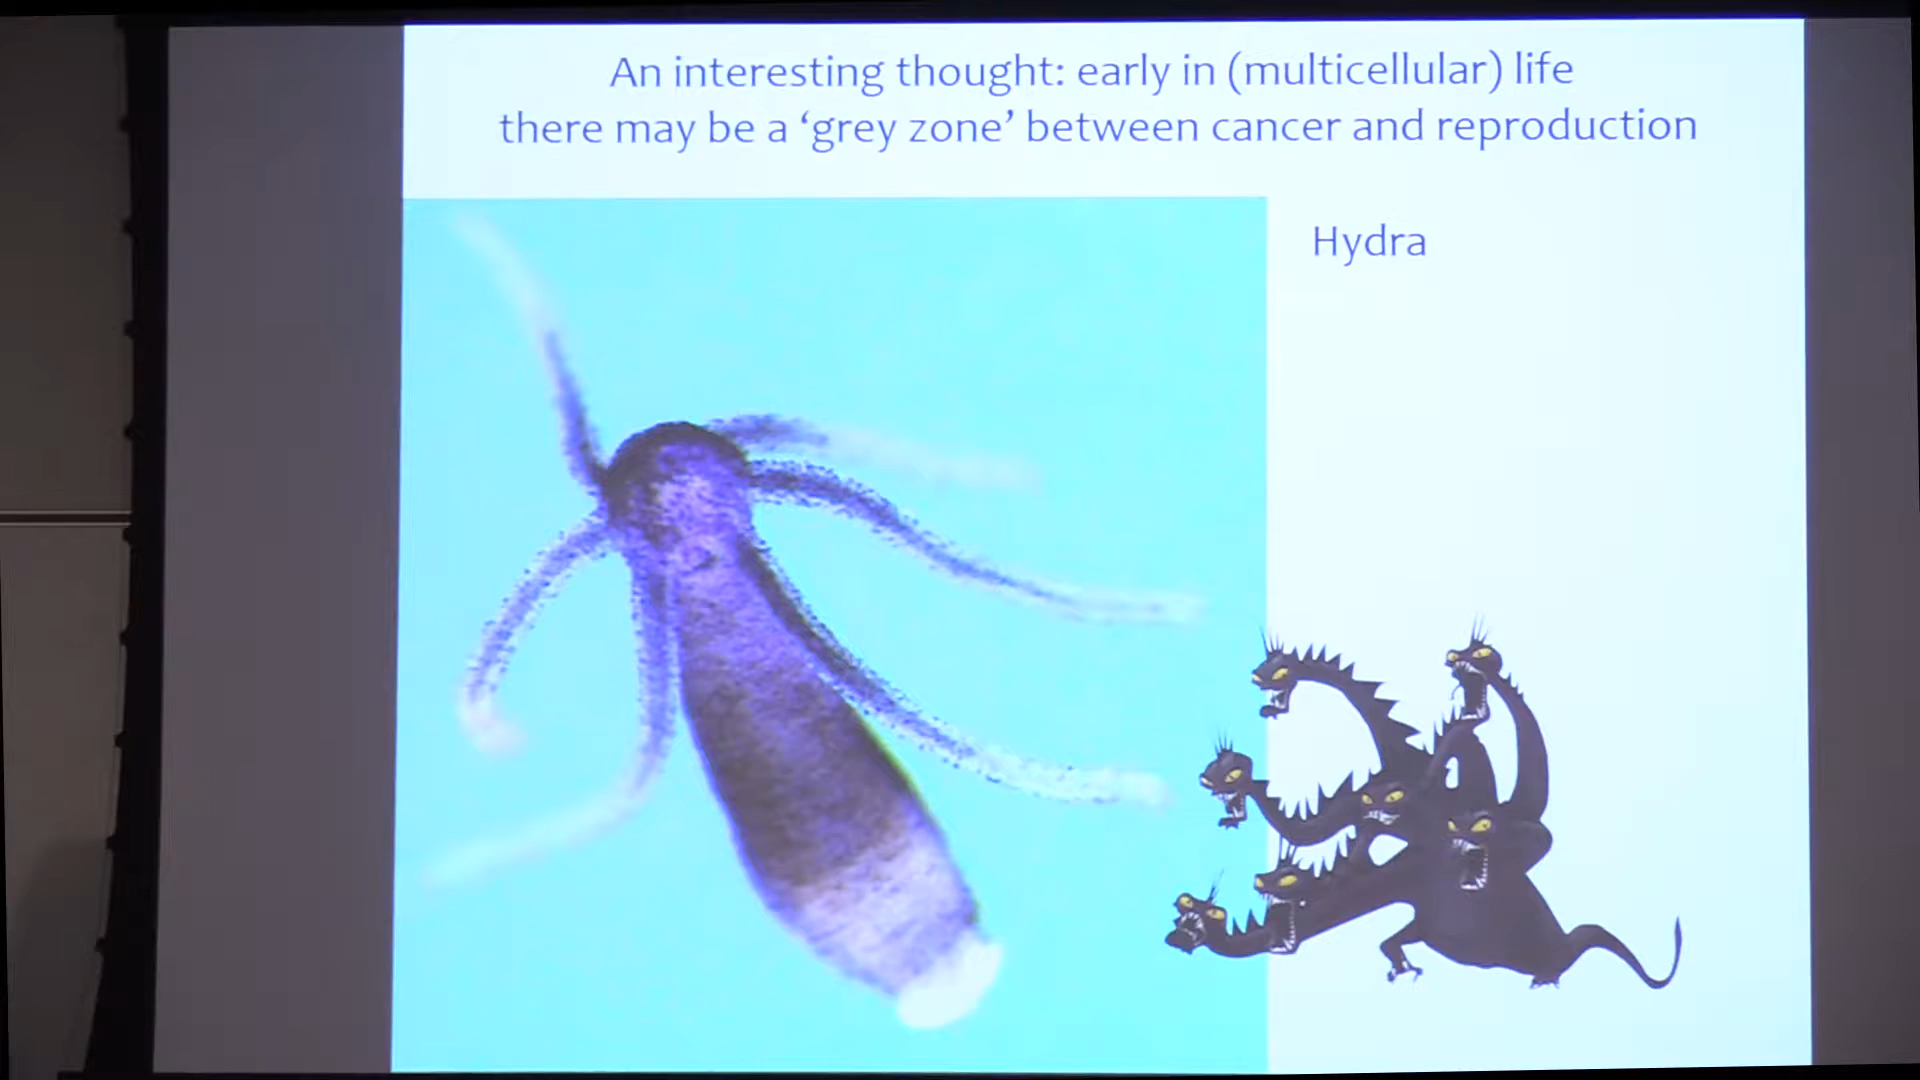 An interesting thought: early in (multicellular) life
there may be a ‘grey zone’ between cancer and reproduction
Hydra